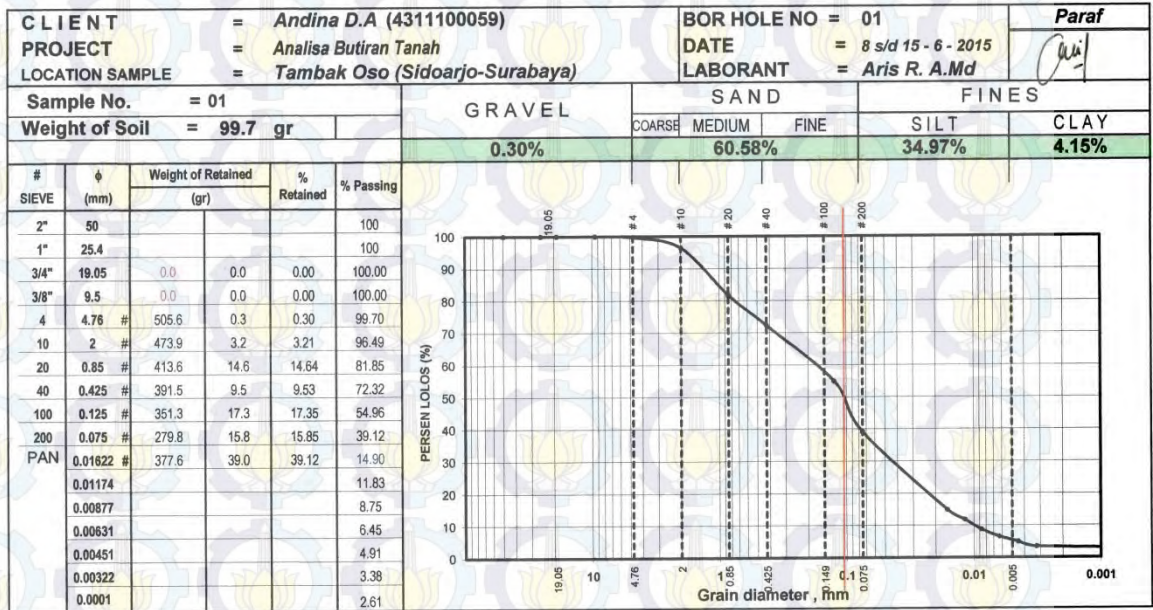 CLIENT = Andina D.A (4311100059)
PROJECT = Analisa Butiran Tanah
LOCATION SAMPLE = Tambak Oso (Sidoarjo-Surabaya)
BOR HOLE NO = 01
DATE = 8 s/d 15 - 6 - 2015
LABORANT = Aris R. A.Md
Paraf
Sample No. = 01
Weight of Soil = 99.7 gr
GRAVEL SAND FINES
COARSE MEDIUM FINE SILT CLAY
0.30% 60.58% 34.97% 4.15%
# SIEVE ϕ (mm) Weight of Retained (gr) % Retained % Passing
2" 50 100
1" 25.4 100
3/4" 19.05 0.0 0.0 0.00 100.00
3/8" 9.5 0.0 0.0 0.00 100.00
4 4.76 # 505.6 0.3 0.30 99.70
10 2 # 473.9 3.2 3.21 96.49
20 0.85 # 413.6 14.6 14.64 81.85
40 0.425 # 391.5 9.5 9.53 72.32
100 0.125 # 351.3 17.3 17.35 54.96
200 0.075 # 279.8 15.8 15.85 39.12
PAN 0.01622 # 377.6 39.0 39.12 14.90
0.01174 11.83
0.00877 8.75
0.00631 6.45
0.00451 4.91
0.00322 3.38
0.0001 2.61
19.05 # 4 # 10 # 20 # 40 # 100 # 200
PERSEN LOLOS (%)
100
90
80
70
60
50
40
30
20
10
0
19.05 10 4.76 2 1 0.85 0.425 0.149 0.1 0.075 0.01 0.005 0.001
Grain diameter , mm